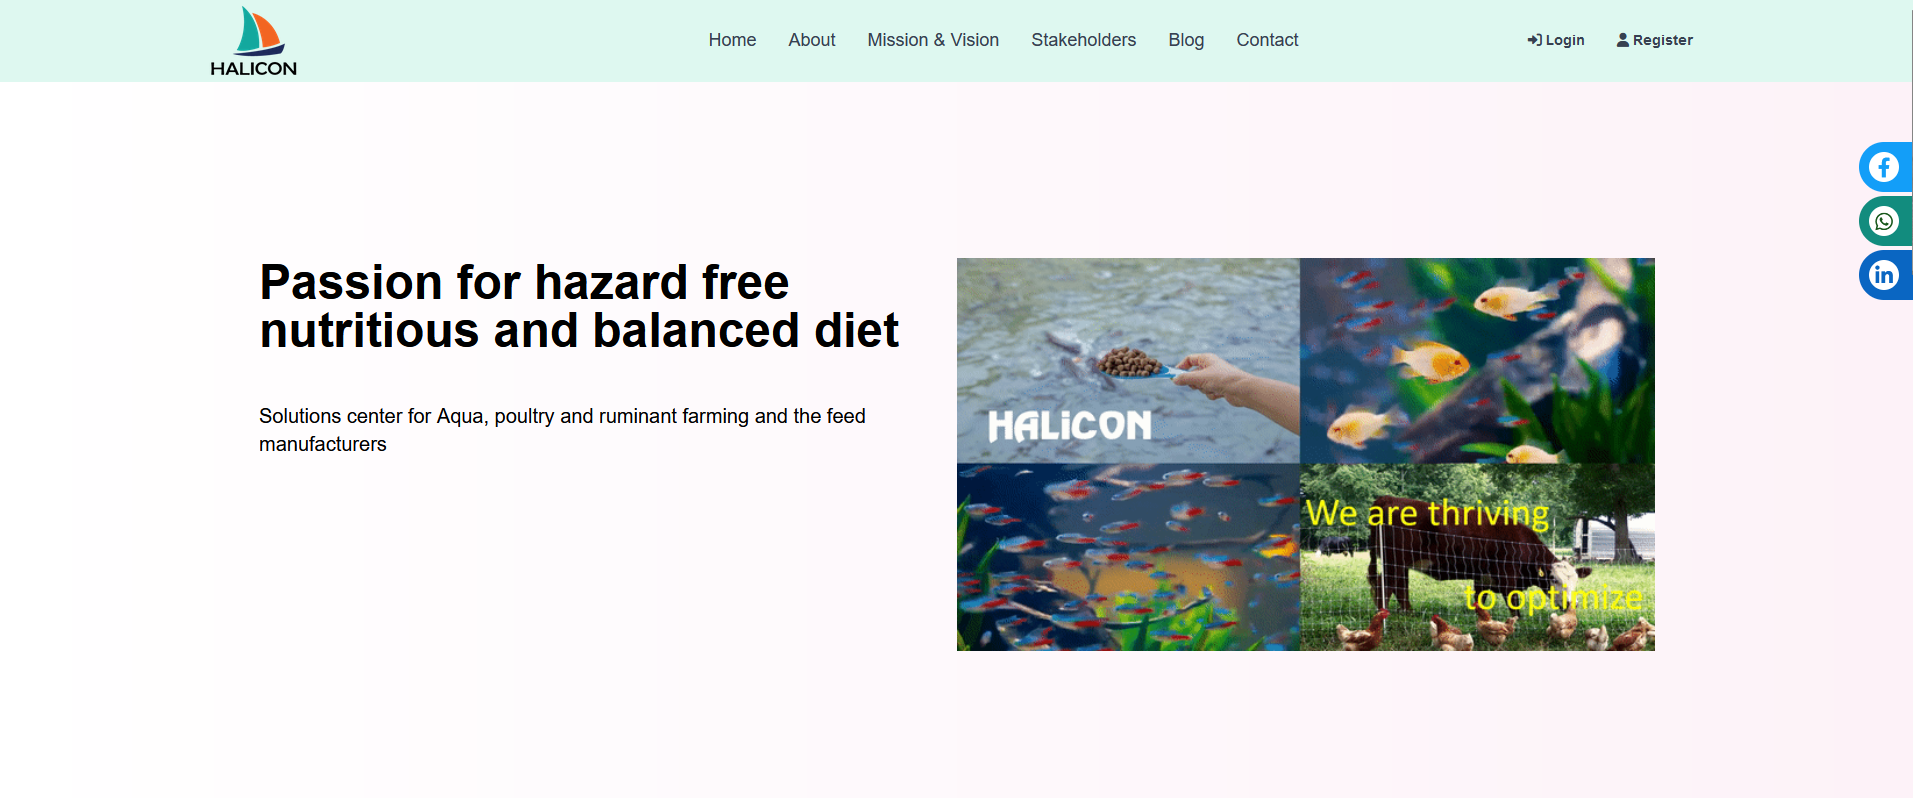 HALICON
Home About Mission & Vision Stakeholders Blog Contact
Login Register
Passion for hazard free
nutritious and balanced diet
Solutions center for Aqua, poultry and ruminant farming and the feed
manufacturers
HALiCON
We are thriving
to optimize